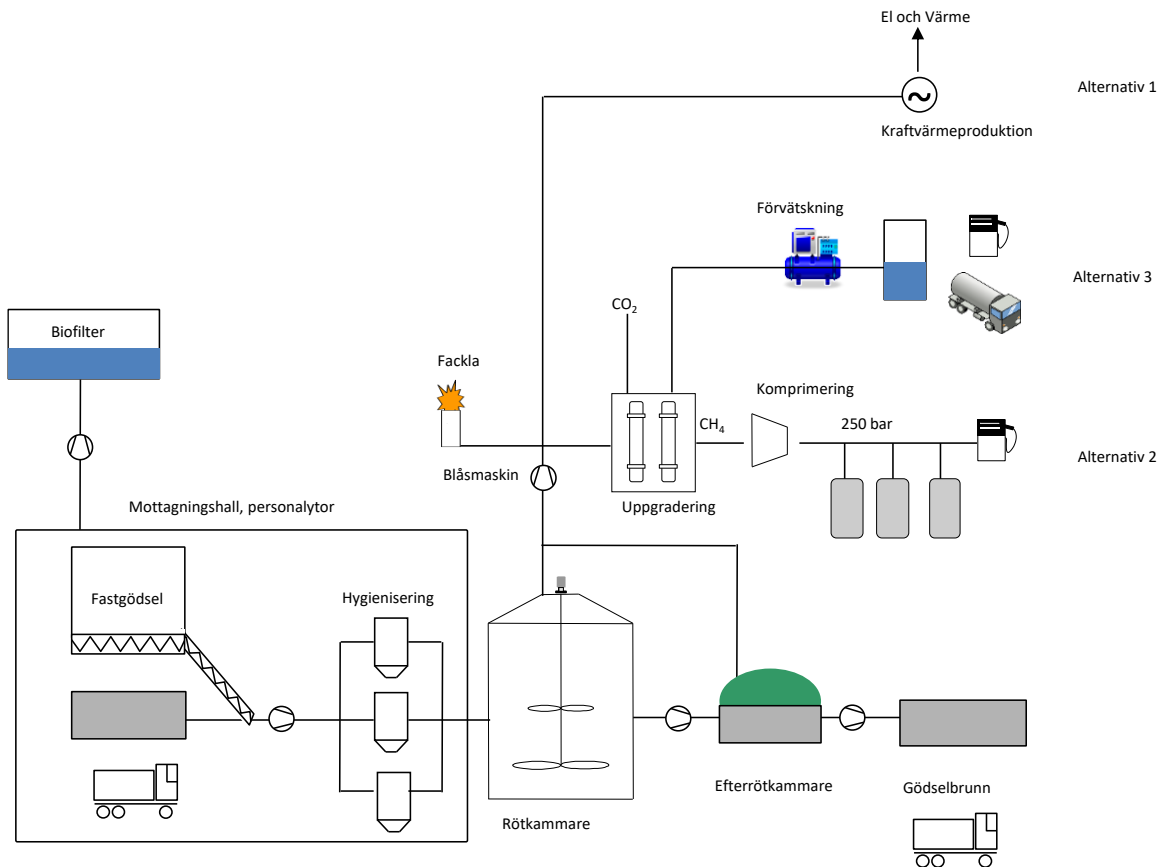 El och Värme
Alternativ 1
Kraftvärmeproduktion
Förvätskning
Alternativ 3
CO₂
Biofilter
Fackla
Komprimering
CH₄
250 bar
Alternativ 2
Blåsmaskin
Mottagningshall, personalytor
Uppgradering
Fastgödsel
Hygienisering
Efterrötkammare
Gödselbrunn
Rötkammare